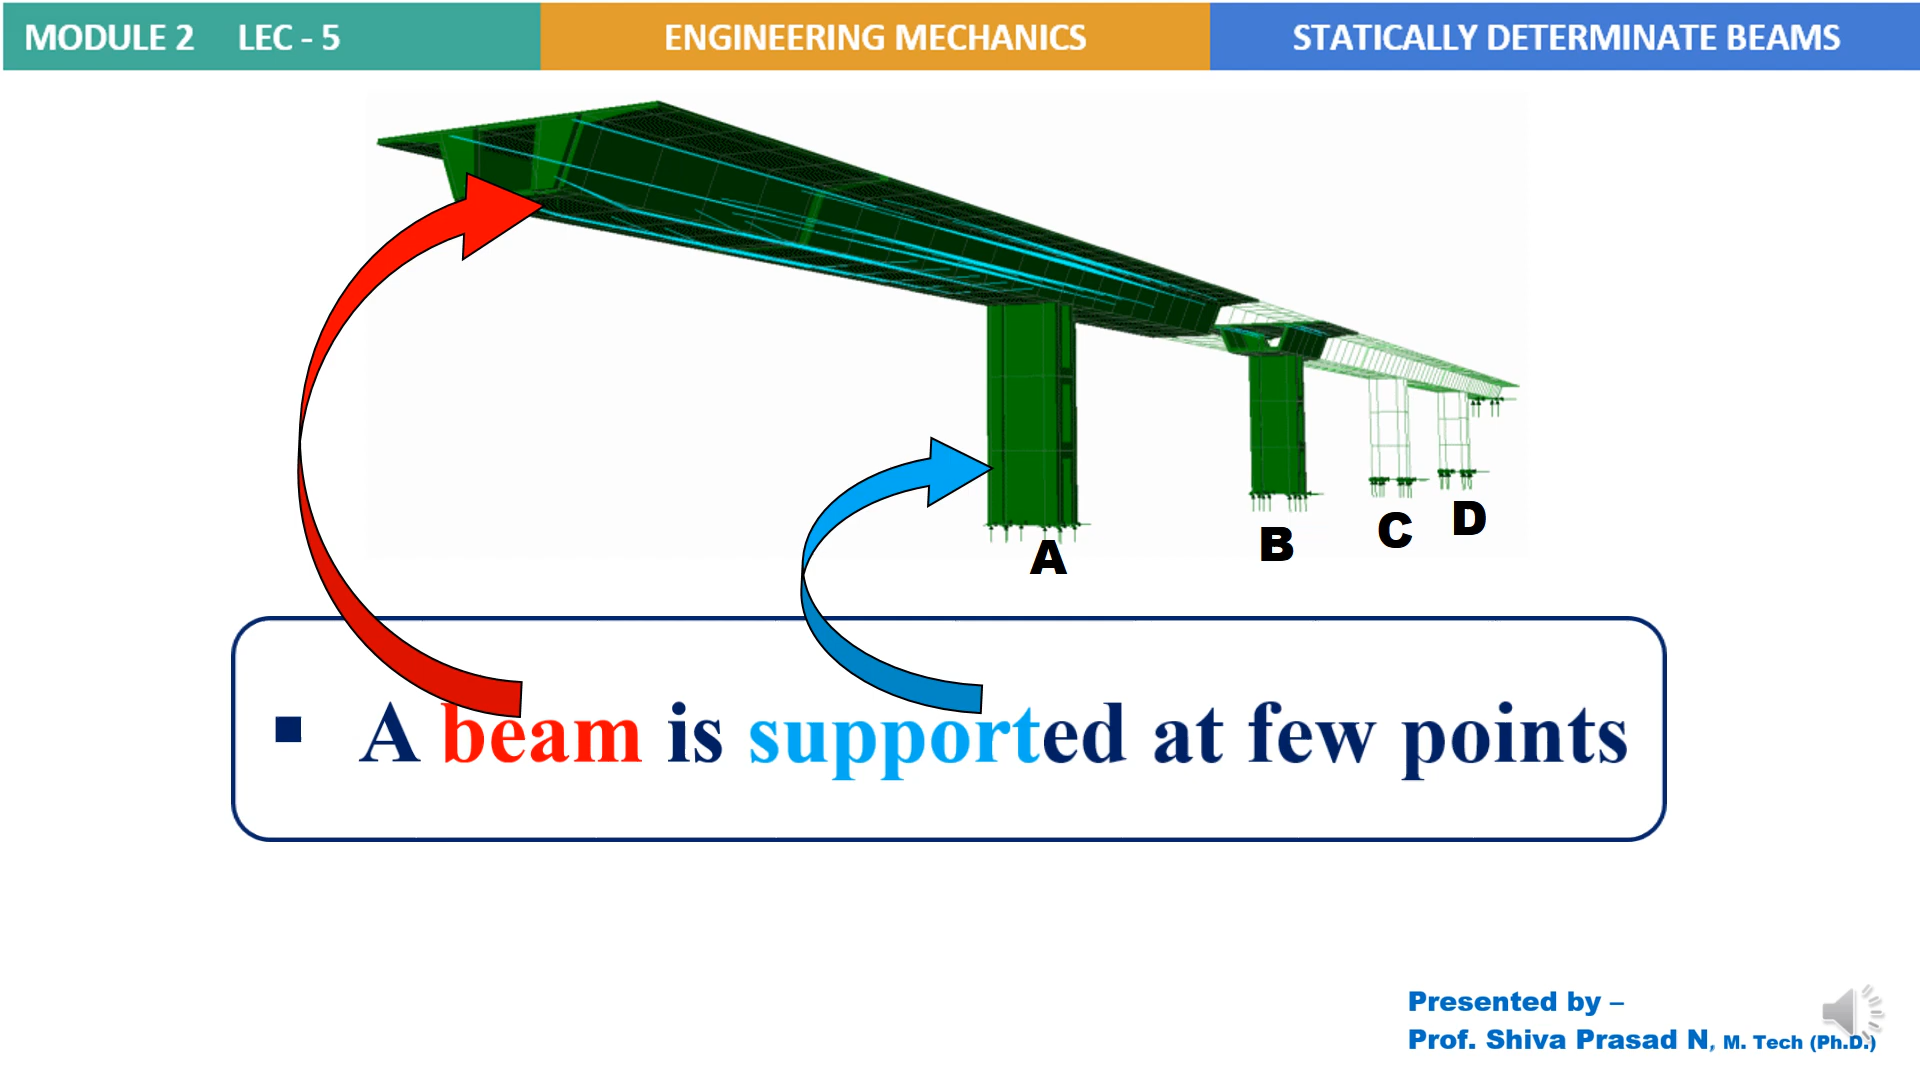 MODULE 2 LEC - 5
ENGINEERING MECHANICS
STATICALLY DETERMINATE BEAMS
A
B
C
D
▪ A beam is supported at few points
Presented by –
Prof. Shiva Prasad N, M. Tech (Ph.D.)